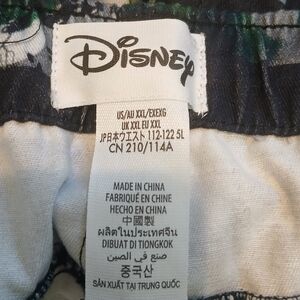 Disney
US/AU XXL/EXEXG
UK XXL EU XXL
JP日本ウエスト 112-122 5L
CN 210/114A
MADE IN CHINA
FABRIQUÉ EN CHINE
HECHO EN CHINA
中國製
ผลิตในประเทศจีน
DIBUAT DI TIONGKOK
صنع في الصين
중국산
SẢN XUẤT TẠI TRUNG QUỐC